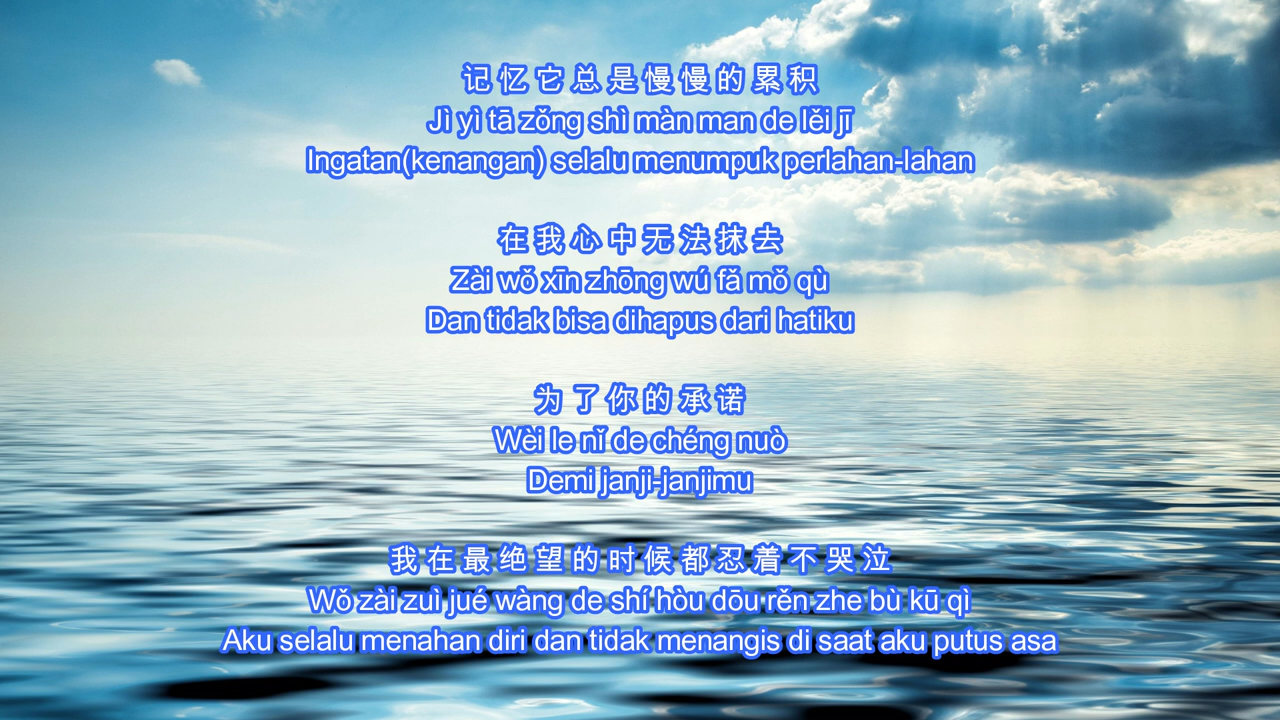 记忆它总是慢慢的累积
Jì yì tā zǒng shì màn man de lěi jī
Ingatan(kenangan) selalu menumpuk perlahan-lahan
在我心中无法抹去
Zài wǒ xīn zhōng wú fǎ mǒ qù
Dan tidak bisa dihapus dari hatiku
为了你的承诺
Wèi le nǐ de chéng nuò
Demi janji-janjimu
我在最绝望的时候都忍着不哭泣
Wǒ zài zuì jué wàng de shí hòu dōu rěn zhe bù kū qì
Aku selalu menahan diri dan tidak menangis di saat aku putus asa